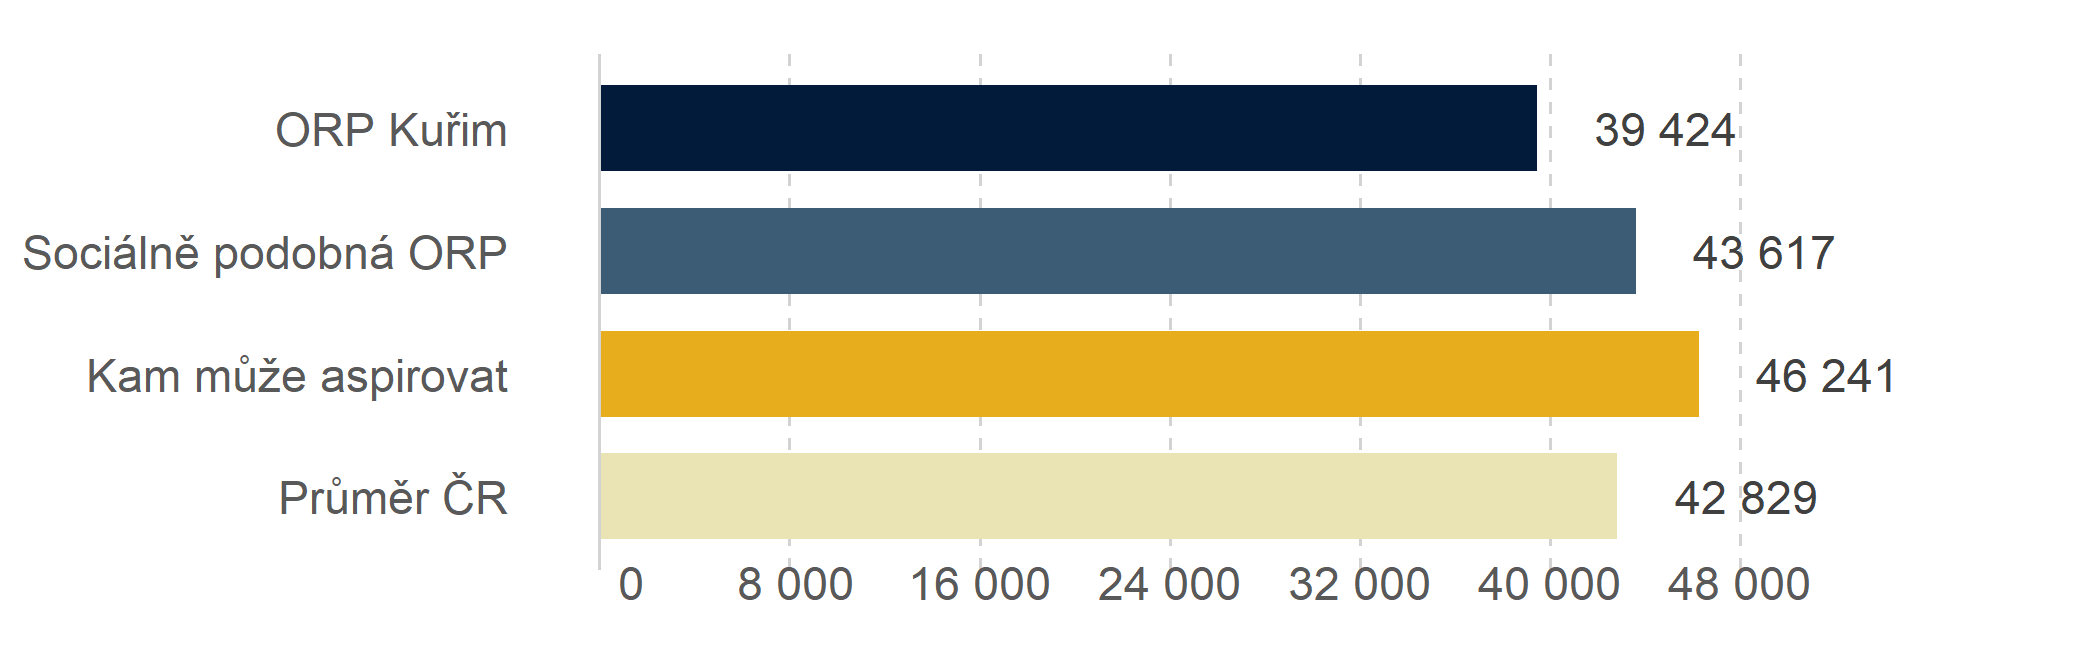 ORP Kuřim
39 424
Sociálně podobná ORP
43 617
Kam může aspirovat
46 241
Průměr ČR
42 829
0 8 000 16 000 24 000 32 000 40 000 48 000